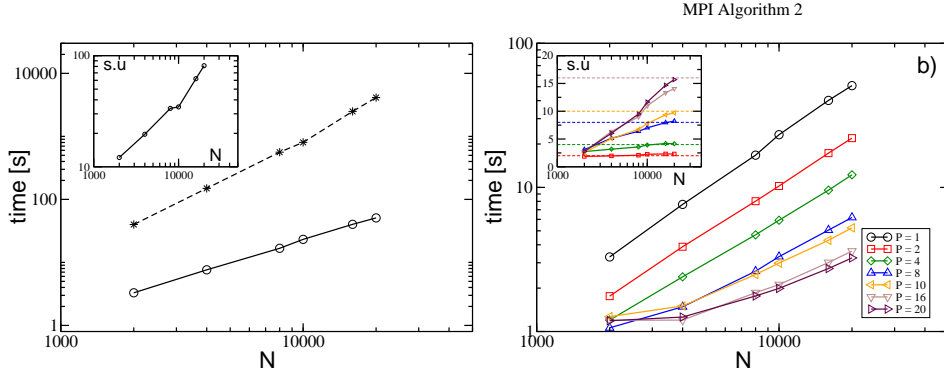 MPI Algorithm 2
10000
100
1
time [s]
1000
10000
N
100
10
s.u
1000
10000
N
b)
100
10
1
time [s]
1000
10000
N
s.u
20
15
10
5
0
1000
10000
N
P = 1
P = 2
P = 4
P = 8
P = 10
P = 16
P = 20